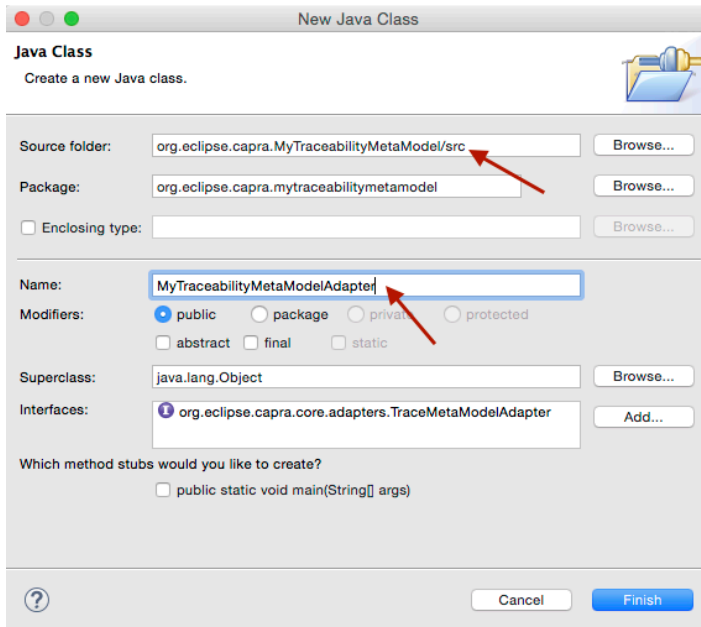 New Java Class
Java Class
Create a new Java class.
Source folder: org.eclipse.capra.MyTraceabilityMetaModel/src Browse...
Package: org.eclipse.capra.mytraceabilitymetamodel Browse...
Enclosing type: Browse...
Name: MyTraceabilityMetaModelAdapter
Modifiers: public package private protected
abstract final static
Superclass: java.lang.Object Browse...
Interfaces: I org.eclipse.capra.core.adapters.TraceMetaModelAdapter Add...
Which method stubs would you like to create?
public static void main(String[] args)
? Cancel Finish